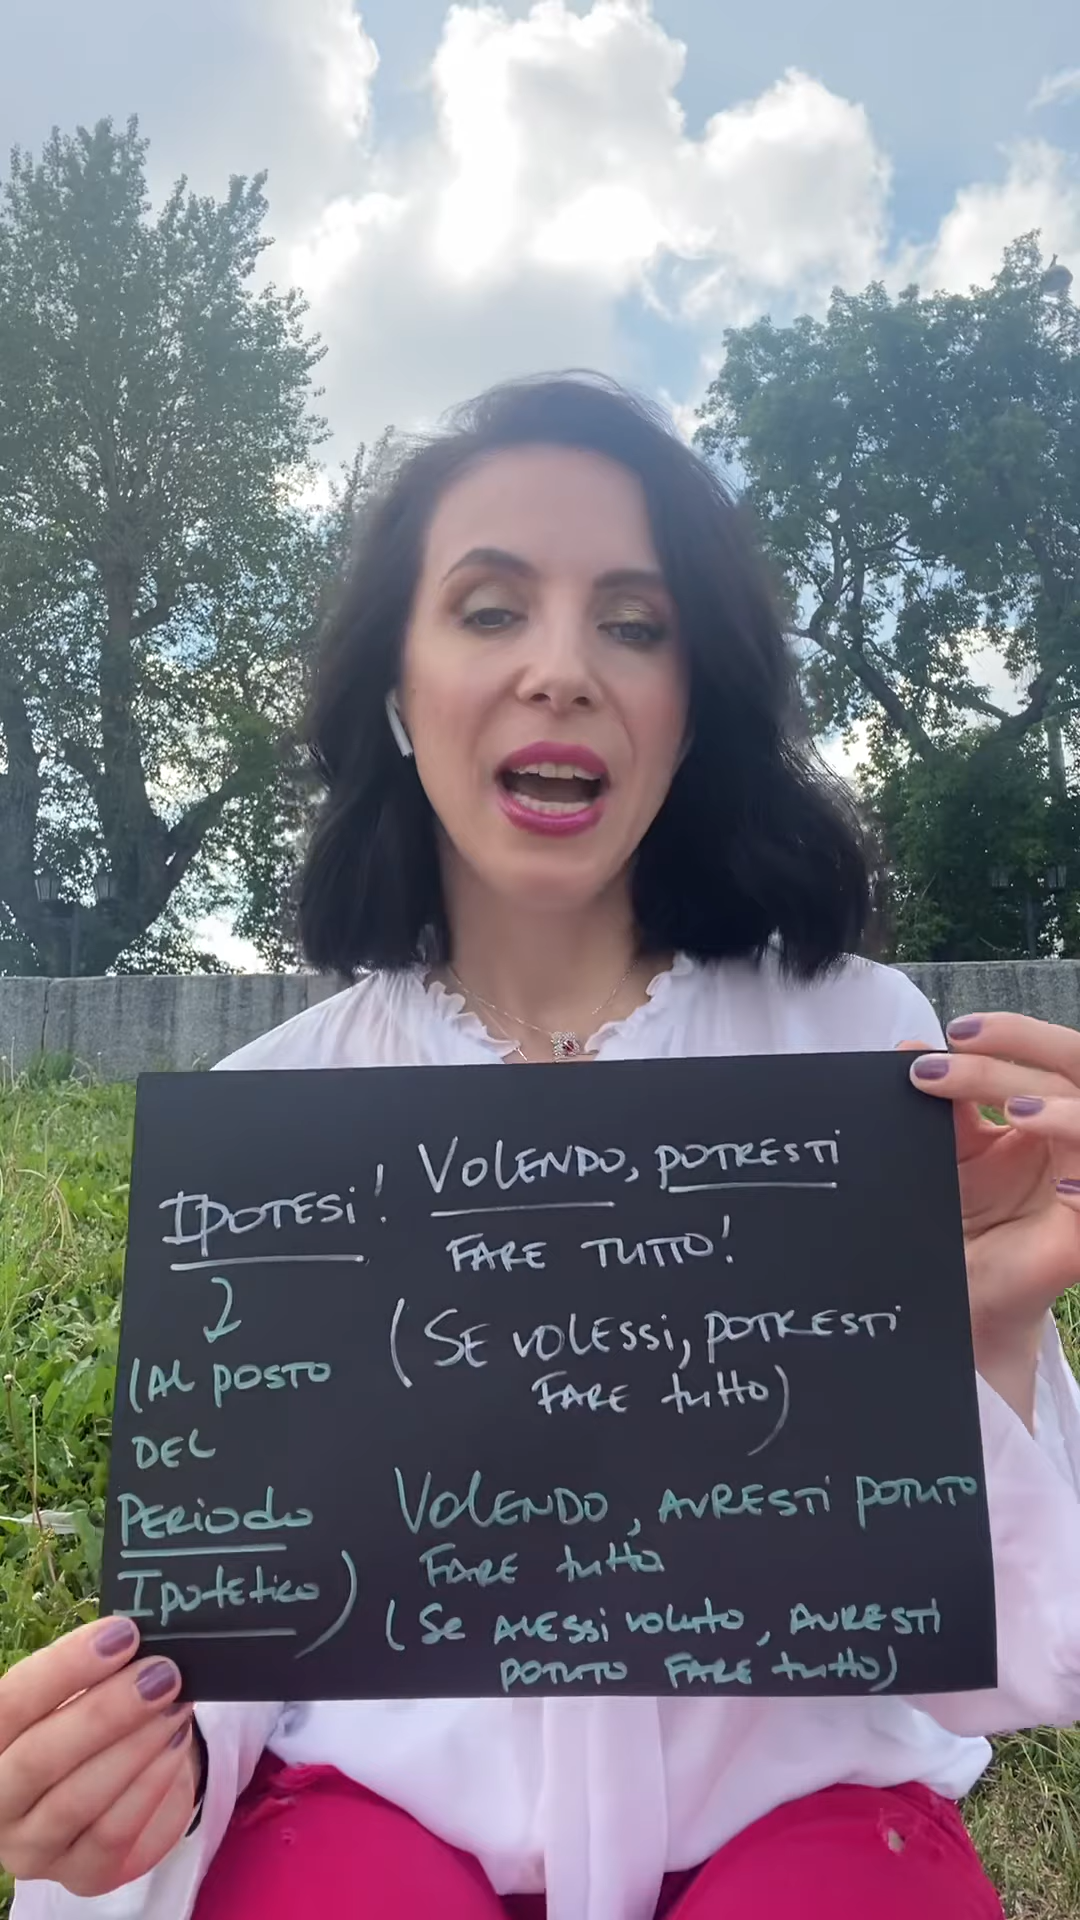 IPOTESI!
(AL POSTO
DEL
PERIODO
IPOTETICO)
VOLENDO, POTRESTI
FARE TUTTO!
(SE VOLESSI, POTRESTI
FARE TUTTO)
VOLENDO, AVRESTI POTUTO
FARE TUTTO
(SE AVESSI VOLUTO, AVRESTI
POTUTO FARE TUTTO)